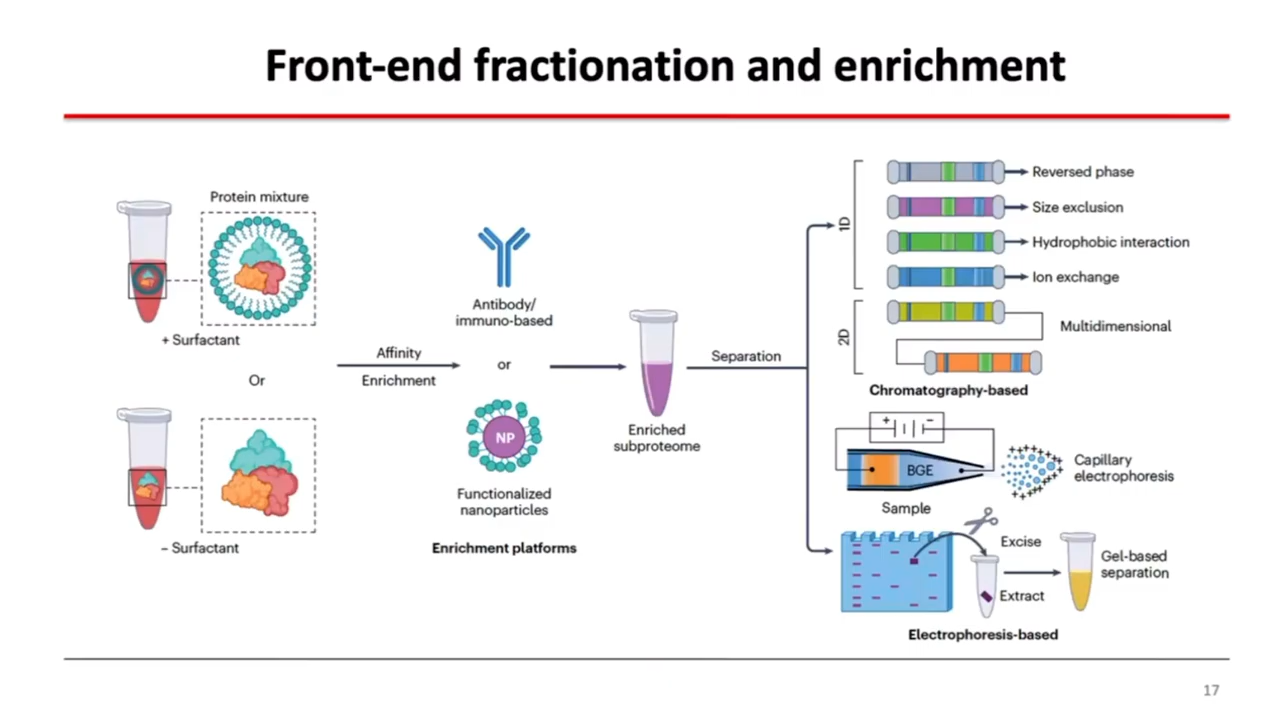 Front-end fractionation and enrichment
Protein mixture
+ Surfactant
Or
– Surfactant
Affinity
Enrichment
Antibody/
immuno-based
or
NP
Functionalized
nanoparticles
Enrichment platforms
Enriched
subproteome
Separation
1D
Reversed phase
Size exclusion
Hydrophobic interaction
Ion exchange
2D
Multidimensional
Chromatography-based
+ –
BGE
Sample
Capillary
electrophoresis
Excise
Extract
Gel-based
separation
Electrophoresis-based
17